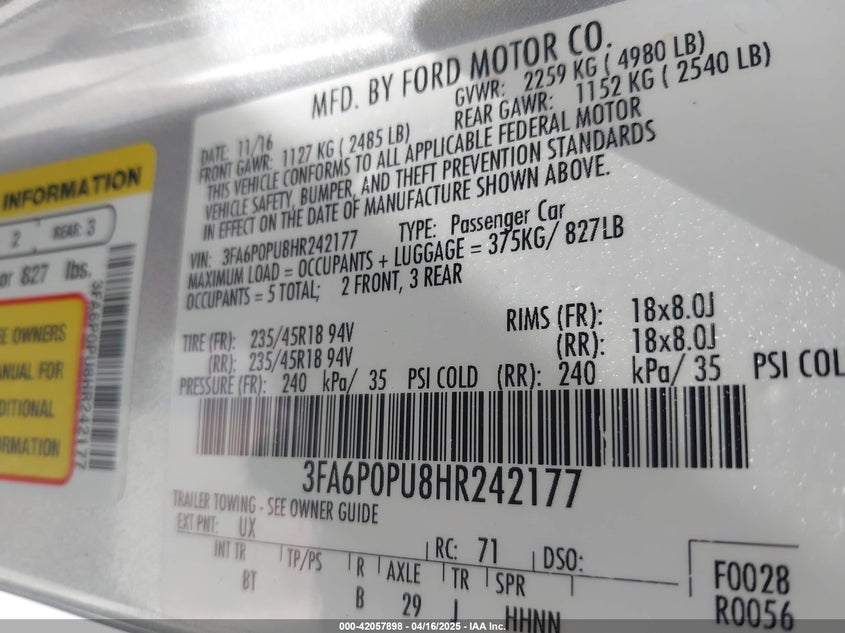 MFD. BY FORD MOTOR CO.
DATE: 11/16 GVWR: 2259 KG ( 4980 LB)
FRONT GAWR: 1127 KG ( 2485 LB) REAR GAWR: 1152 KG ( 2540 LB)
THIS VEHICLE CONFORMS TO ALL APPLICABLE FEDERAL MOTOR
VEHICLE SAFETY, BUMPER, AND THEFT PREVENTION STANDARDS
IN EFFECT ON THE DATE OF MANUFACTURE SHOWN ABOVE.
VIN: 3FA6P0PU8HR242177 TYPE: Passenger Car
MAXIMUM LOAD = OCCUPANTS + LUGGAGE = 375KG/ 827LB
OCCUPANTS = 5 TOTAL; 2 FRONT, 3 REAR
TIRE (FR): 235/45R18 94V RIMS (FR): 18x8.0J
(RR): 235/45R18 94V (RR): 18x8.0J
PRESSURE (FR): 240 kPa/ 35 PSI COLD (RR): 240 kPa/ 35 PSI COL
3FA6P0PU8HR242177
TRAILER TOWING - SEE OWNER GUIDE
EXT PNT: UX RC: 71 DSO:
INT TR TP/PS R AXLE TR SPR F0028
BT B 29 J HHNN R0056
INFORMATION
2 REAR: 3
or 827 lbs.
EE OWNERS
ANUAL FOR
DITIONAL
ORMATION
3FA6P0PU8HR242177
000-42057898 - 04/16/2025 - IAA Inc.